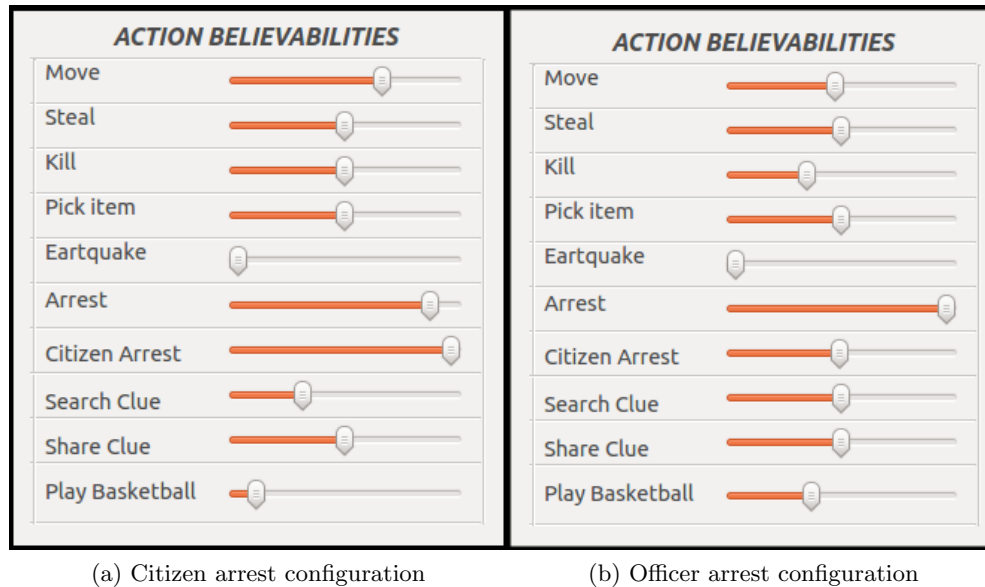 ACTION BELIEVABILITIES
Move
Steal
Kill
Pick item
Eartquake
Arrest
Citizen Arrest
Search Clue
Share Clue
Play Basketball
(a) Citizen arrest configuration
ACTION BELIEVABILITIES
Move
Steal
Kill
Pick item
Eartquake
Arrest
Citizen Arrest
Search Clue
Share Clue
Play Basketball
(b) Officer arrest configuration